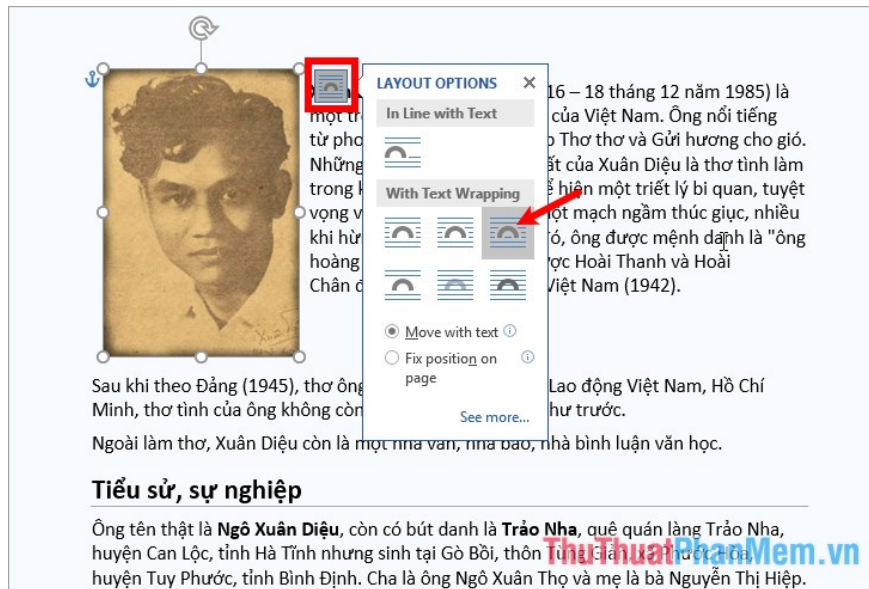 LAYOUT OPTIONS
In Line with Text
With Text Wrapping
Move with text
Fix position on
page
See more...
16 – 18 tháng 12 năm 1985) là
một của Việt Nam. Ông nổi tiếng
từ Thơ thơ và Gửi hương cho gió.
Những của Xuân Diệu là thơ tình làm
trong hiện một triết lý bi quan, tuyệt
vọng một mạch ngầm thúc giục, nhiều
khi ông được mệnh danh là "ông
hoàng Hoài Thanh và Hoài
Chân Việt Nam (1942).
Sau khi theo Đảng (1945), thơ ông Lao động Việt Nam, Hồ Chí
Minh, thơ tình của ông không còn như trước.
Ngoài làm thơ, Xuân Diệu còn là một nhà văn, nhà báo, nhà bình luận văn học.
Tiểu sử, sự nghiệp
Ông tên thật là Ngô Xuân Diệu, còn có bút danh là Trảo Nha, quê quán làng Trảo Nha,
huyện Can Lộc, tỉnh Hà Tĩnh nhưng sinh tại Gò Bồi, thôn Tùng Giản, xã Phước Hòa,
huyện Tuy Phước, tỉnh Bình Định. Cha là ông Ngô Xuân Thọ và mẹ là bà Nguyễn Thị Hiệp.
ThuThuatPhanMem.vn